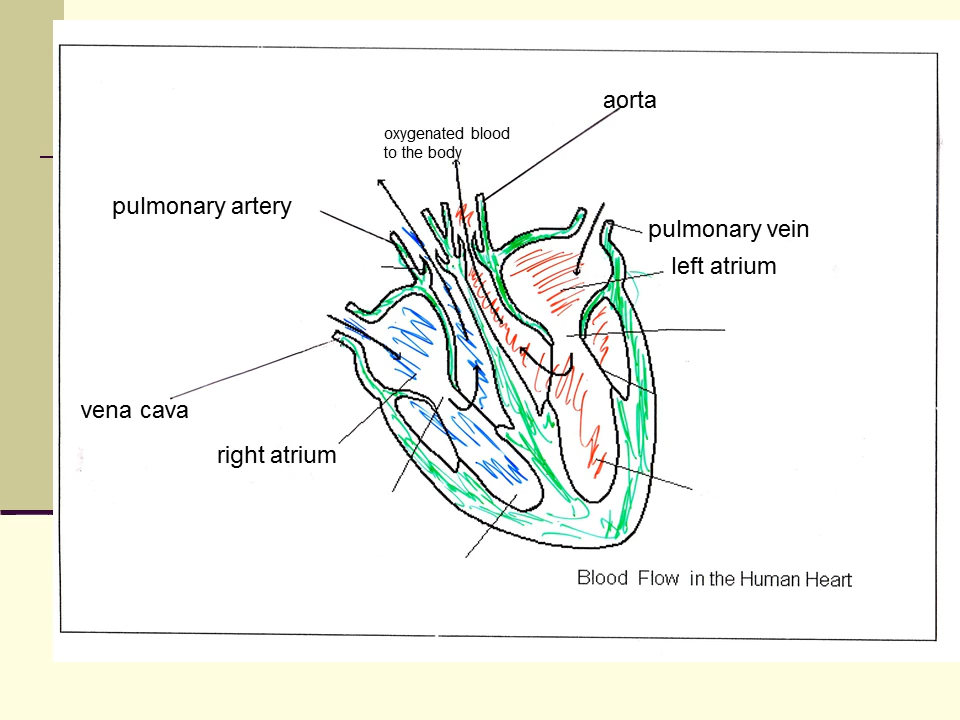 aorta
oxygenated blood
to the body
pulmonary artery
pulmonary vein
left atrium
vena cava
right atrium
Blood Flow in the Human Heart